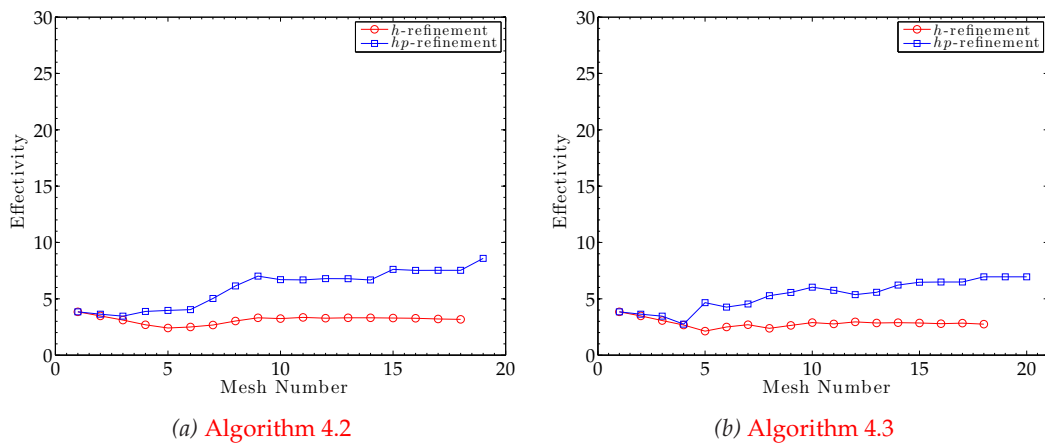 30
25
20
15
10
5
0
Effectivity
0 5 10 15 20
Mesh Number
h-refinement
hp-refinement
(a) Algorithm 4.2
30
25
20
15
10
5
0
Effectivity
0 5 10 15 20
Mesh Number
h-refinement
hp-refinement
(b) Algorithm 4.3